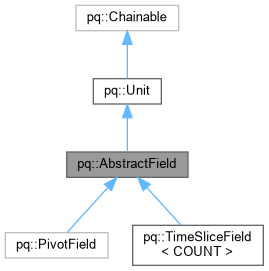 pq::Chainable
pq::Unit
pq::AbstractField
pq::PivotField
pq::TimeSliceField
< COUNT >